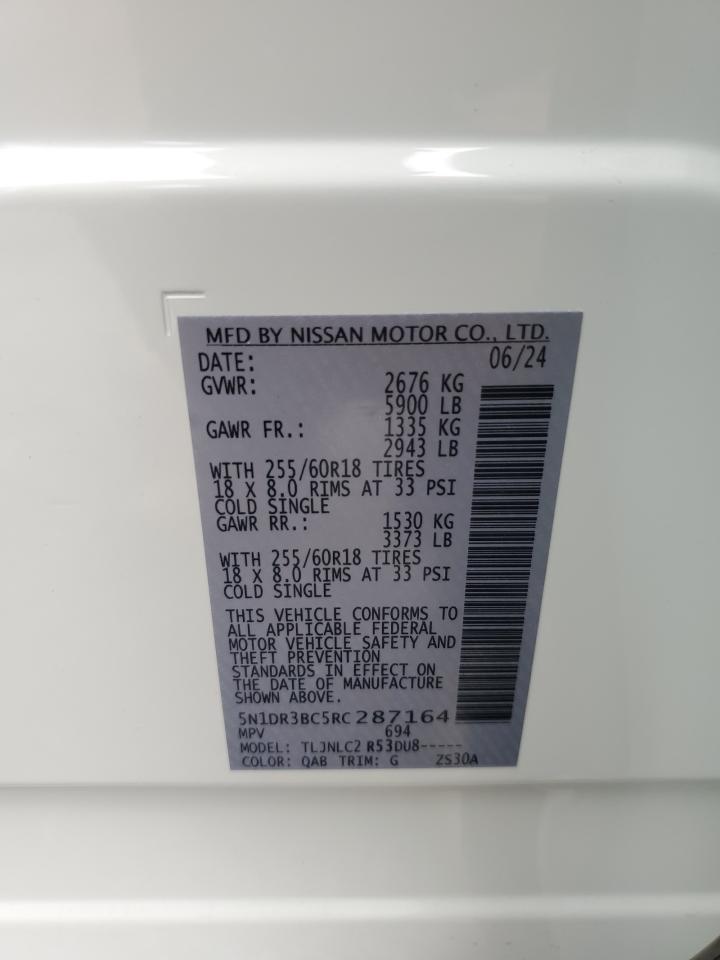 MFD BY NISSAN MOTOR CO., LTD.
DATE: 06/24
GVWR: 2676 KG
5900 LB
GAWR FR.: 1335 KG
2943 LB
WITH 255/60R18 TIRES
18 X 8.0 RIMS AT 33 PSI
COLD SINGLE
GAWR RR.: 1530 KG
3373 LB
WITH 255/60R18 TIRES
18 X 8.0 RIMS AT 33 PSI
COLD SINGLE
THIS VEHICLE CONFORMS TO
ALL APPLICABLE FEDERAL
MOTOR VEHICLE SAFETY AND
THEFT PREVENTION
STANDARDS IN EFFECT ON
THE DATE OF MANUFACTURE
SHOWN ABOVE.
5N1DR3BC5RC287164
MPV 694
MODEL: TLJNLC2 R53DU8-----
COLOR: QAB TRIM: G ZS30A